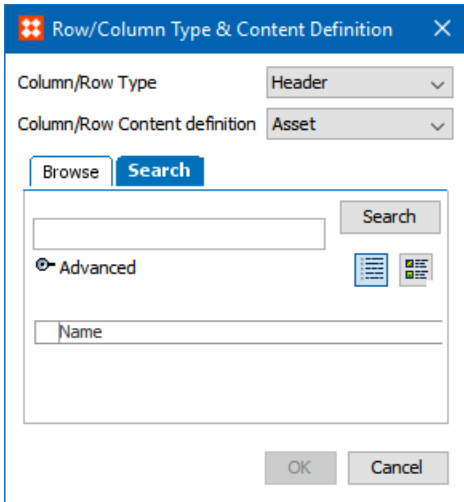 Row/Column Type & Content Definition
Column/Row Type Header
Column/Row Content definition Asset
Browse Search
Search
Advanced
Name
OK Cancel